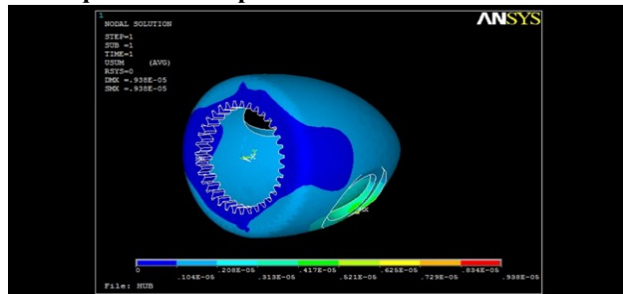 1
NODAL SOLUTION
STEP=1
SUB =1
TIME=1
USUM (AVG)
RSYS=0
DMX =.938E-05
SMX =.938E-05
ANSYS
0 .208E-05 .417E-05 .625E-05 .834E-05
.104E-05 .313E-05 .521E-05 .729E-05 .938E-05
File: HUB